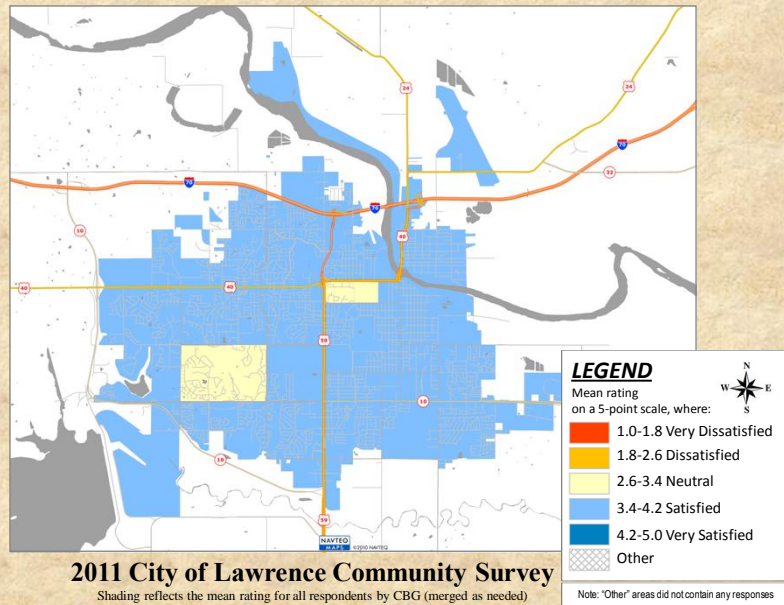 24
24
70
70
32
70
10
40
40
40
59
10
10
59
NAVTEQ
MAPS
©2010 NAVTEQ
LEGEND
Mean rating
on a 5-point scale, where:
N
W E
S
1.0-1.8 Very Dissatisfied
1.8-2.6 Dissatisfied
2.6-3.4 Neutral
3.4-4.2 Satisfied
4.2-5.0 Very Satisfied
Other
2011 City of Lawrence Community Survey
Shading reflects the mean rating for all respondents by CBG (merged as needed)
Note: "Other" areas did not contain any responses